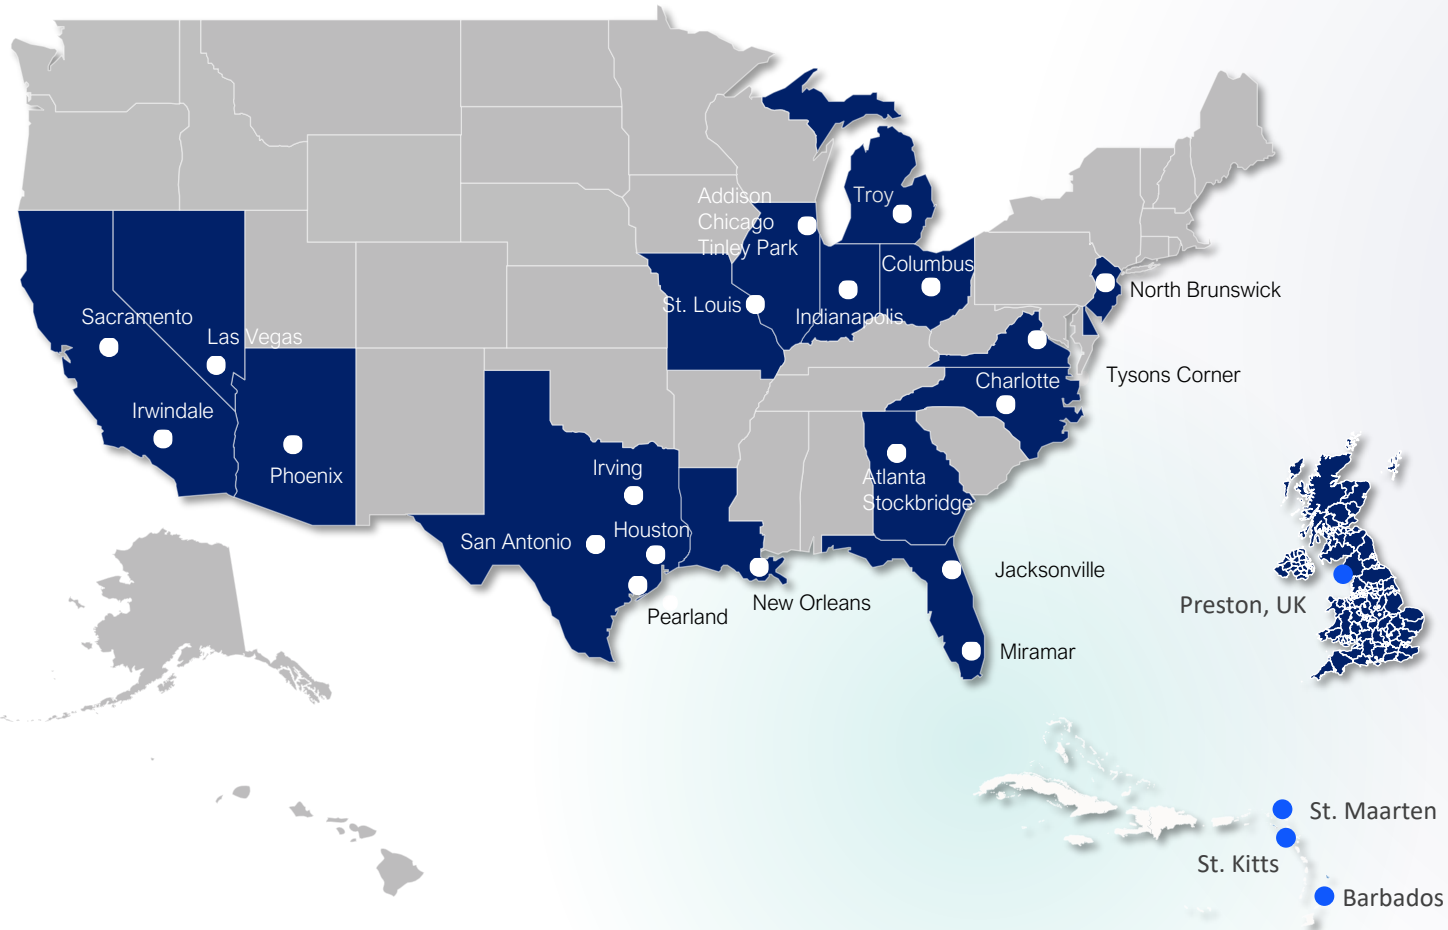 Addison
Chicago
Tinley Park
Troy
Columbus
North Brunswick
St. Louis
Indianapolis
Sacramento
Las Vegas
Tysons Corner
Charlotte
Irwindale
Phoenix
Irving
Atlanta
Stockbridge
Houston
San Antonio
Jacksonville
New Orleans
Pearland
Preston, UK
Miramar
St. Maarten
St. Kitts
Barbados